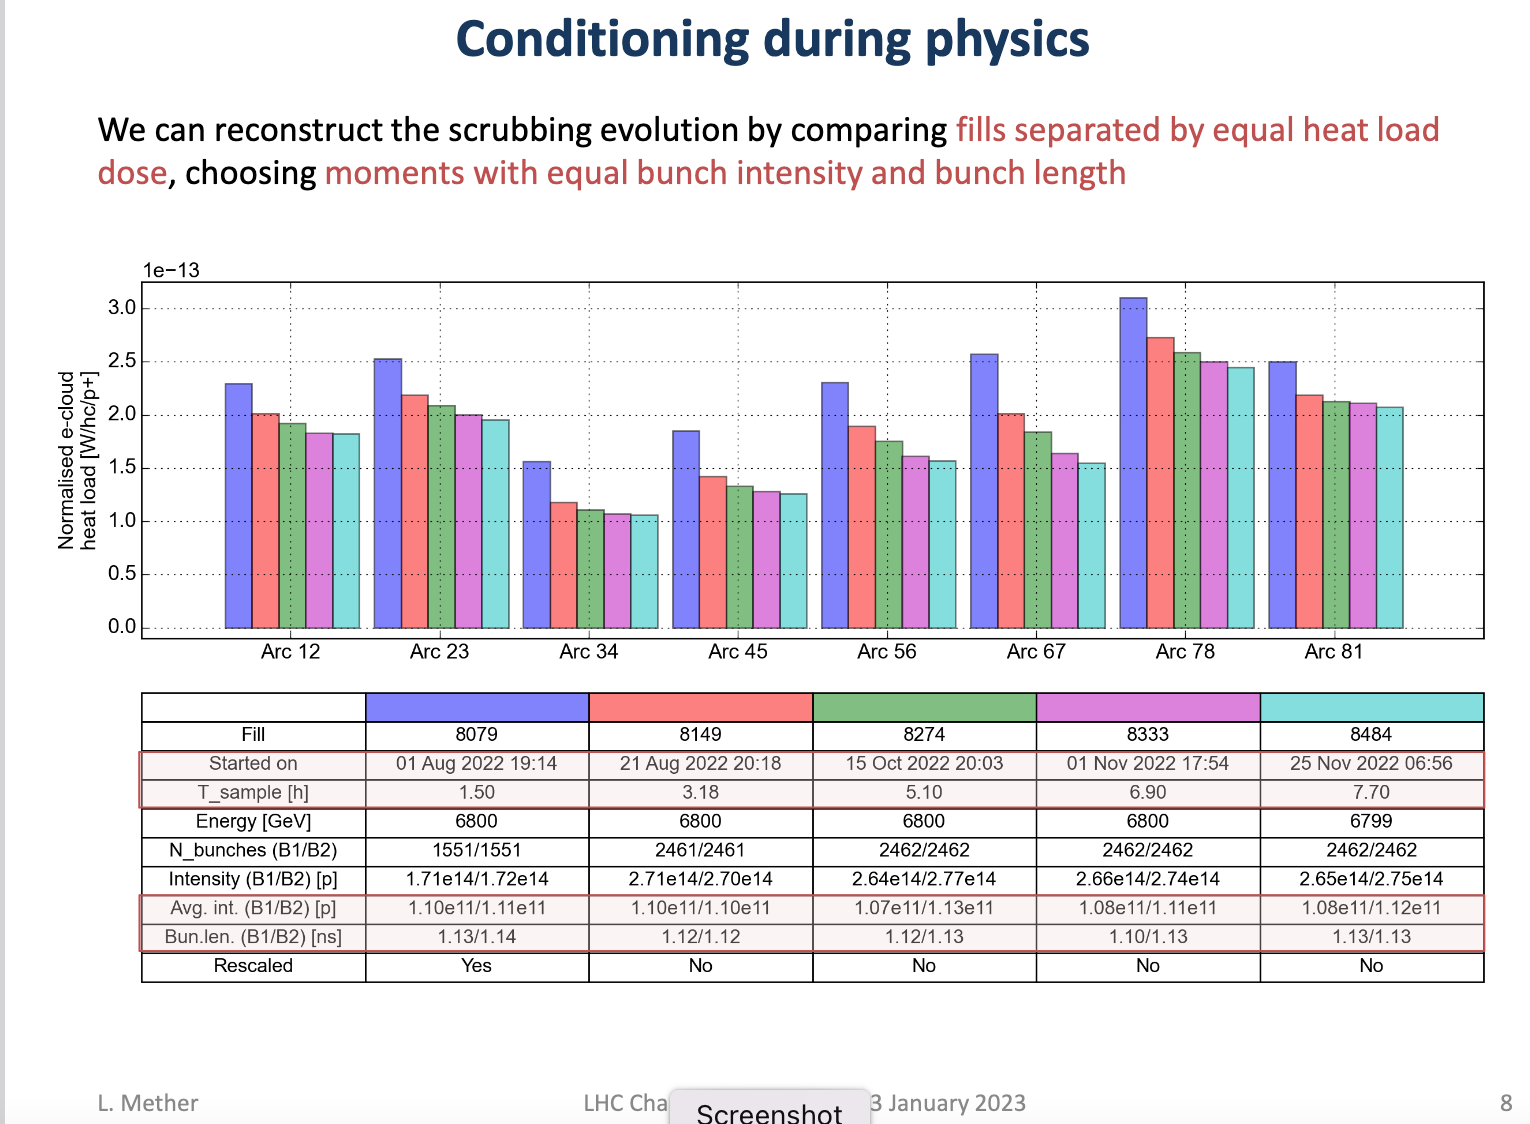 Conditioning during physics
We can reconstruct the scrubbing evolution by comparing fills separated by equal heat load
dose, choosing moments with equal bunch intensity and bunch length
1e−13
3.0
2.5
2.0
1.5
1.0
0.5
0.0
Normalised e-cloud
heat load [W/hc/p+]
Arc 12 Arc 23 Arc 34 Arc 45 Arc 56 Arc 67 Arc 78 Arc 81
Fill 8079 8149 8274 8333 8484
Started on 01 Aug 2022 19:14 21 Aug 2022 20:18 15 Oct 2022 20:03 01 Nov 2022 17:54 25 Nov 2022 06:56
T_sample [h] 1.50 3.18 5.10 6.90 7.70
Energy [GeV] 6800 6800 6800 6800 6799
N_bunches (B1/B2) 1551/1551 2461/2461 2462/2462 2462/2462 2462/2462
Intensity (B1/B2) [p] 1.71e14/1.72e14 2.71e14/2.70e14 2.64e14/2.77e14 2.66e14/2.74e14 2.65e14/2.75e14
Avg. int. (B1/B2) [p] 1.10e11/1.11e11 1.10e11/1.10e11 1.07e11/1.13e11 1.08e11/1.11e11 1.08e11/1.12e11
Bun.len. (B1/B2) [ns] 1.13/1.14 1.12/1.12 1.12/1.13 1.10/1.13 1.13/1.13
Rescaled Yes No No No No
L. Mether LHC Cha 3 January 2023 8
Screenshot